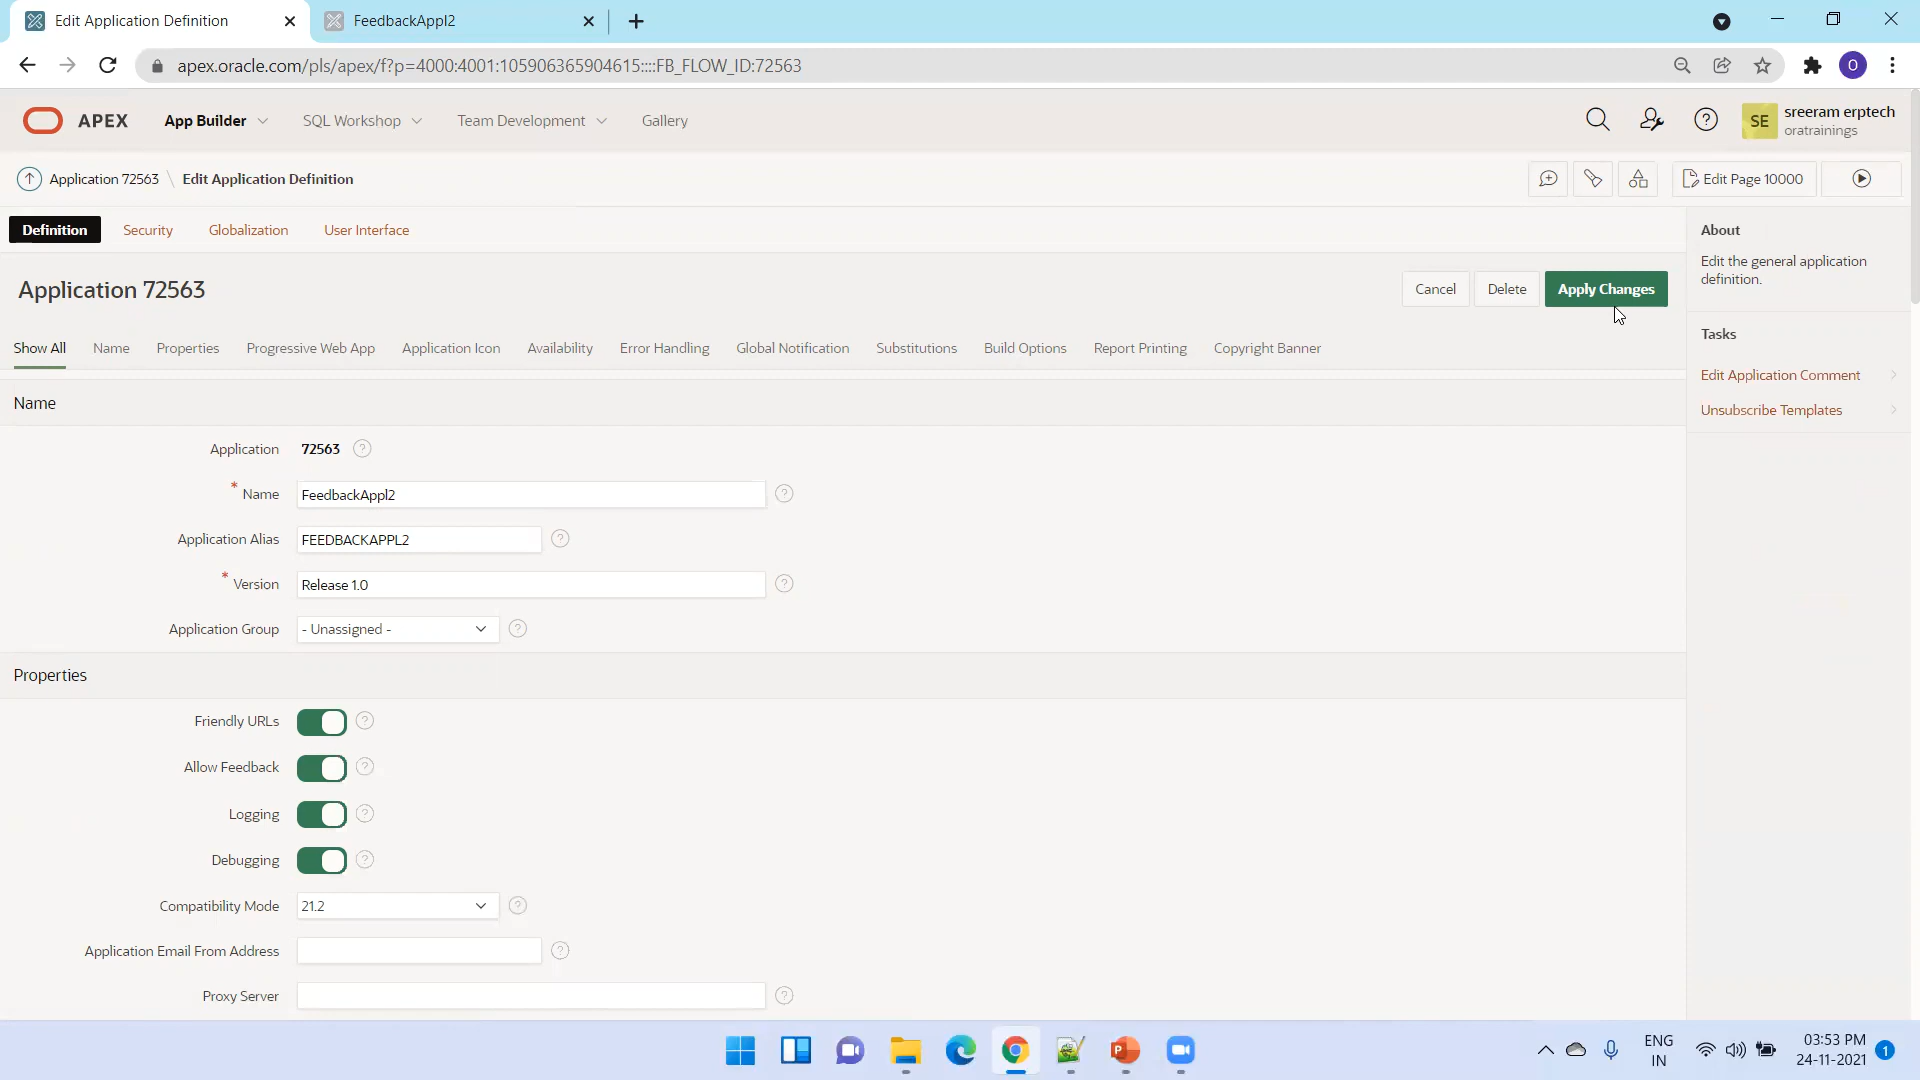 Edit Application Definition
FeedbackAppl2
apex.oracle.com/pls/apex/f?p=4000:4001:105906365904615::::FB_FLOW_ID:72563
O
APEX
App Builder
SQL Workshop
Team Development
Gallery
SE
sreeram erptech
oratrainings
Application 72563 \ Edit Application Definition
Edit Page 10000
Definition
Security
Globalization
User Interface
Application 72563
Cancel
Delete
Apply Changes
Show All
Name
Properties
Progressive Web App
Application Icon
Availability
Error Handling
Global Notification
Substitutions
Build Options
Report Printing
Copyright Banner
Name
Application 72563 ?
* Name FeedbackAppl2 ?
Application Alias FEEDBACKAPPL2 ?
* Version Release 1.0 ?
Application Group - Unassigned - ?
Properties
Friendly URLs ?
Allow Feedback ?
Logging ?
Debugging ?
Compatibility Mode 21.2 ?
Application Email From Address ?
Proxy Server ?
About
Edit the general application
definition.
Tasks
Edit Application Comment
Unsubscribe Templates
ENG
IN
03:53 PM
24-11-2021
1